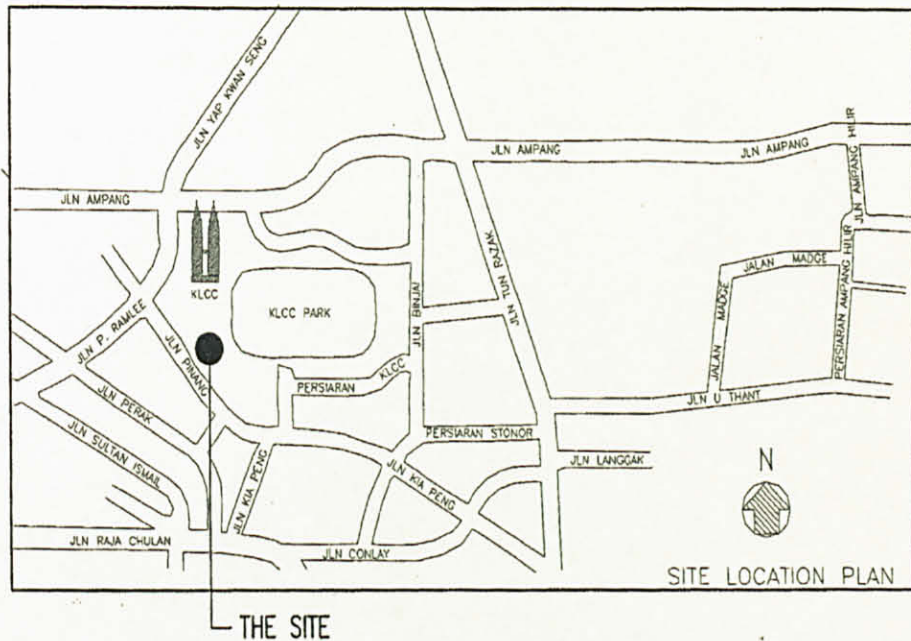 JLN YAP KWAN SENG
JLN AMPANG
JLN AMPANG
JLN AMPANG
JLN AMPANG HILIR
JLN AMPANG HILIR
KLCC
KLCC PARK
JLN BINJAI
JLN TUN RAZAK
JALAN MADGE
JALAN MADGE
PERSIARAN AMPANG HILIR
JLN P. RAMLEE
JLN PINANG
PERSIARAN KLCC
JLN U THANT
JLN PERAK
JLN SULTAN ISMAIL
JLN KIA PENG
PERSIARAN STONOR
JLN KIA PENG
JLN LANGGAK
N
JLN RAJA CHULAN
JLN CONLAY
SITE LOCATION PLAN
THE SITE